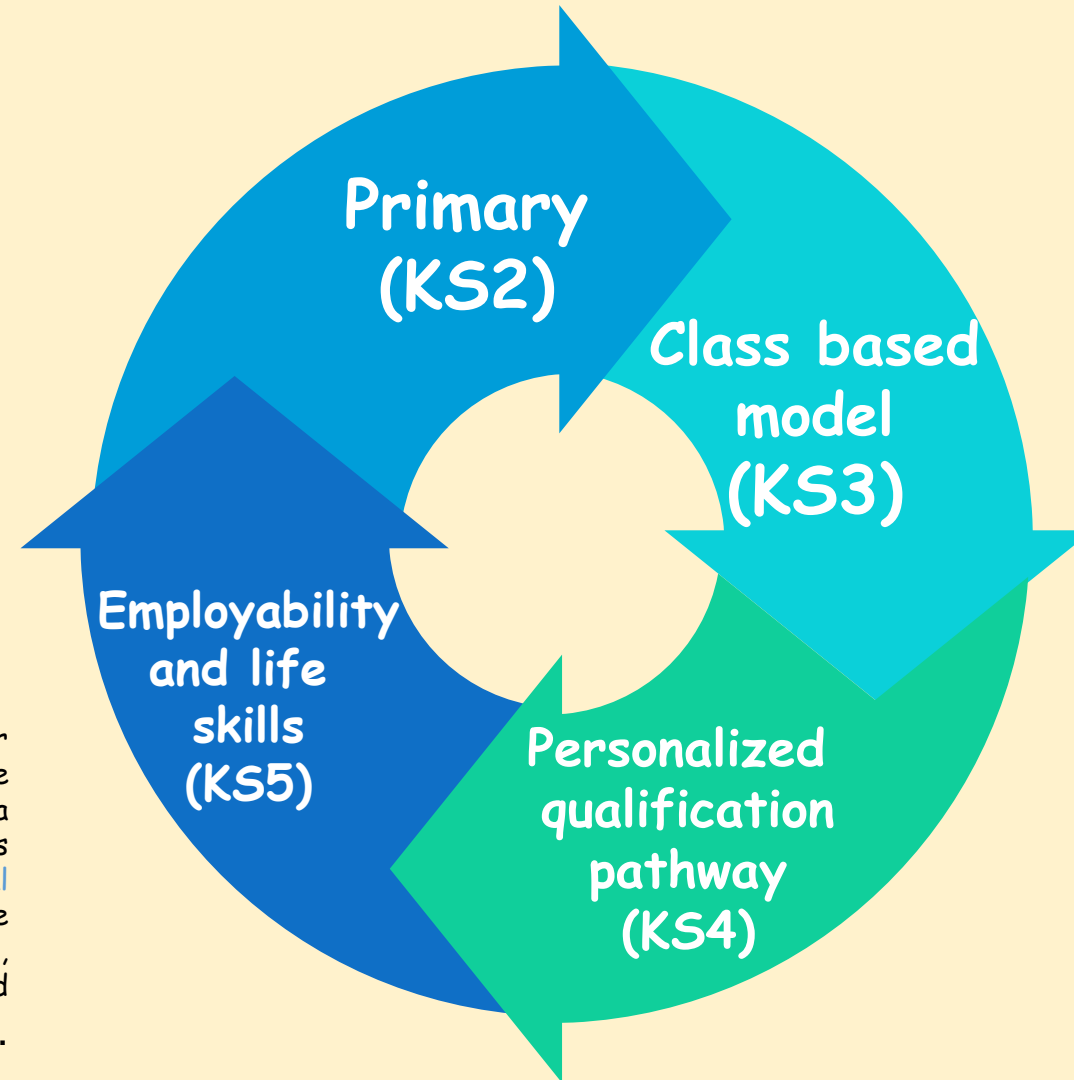 Primary
(KS2)
Class based
model
(KS3)
Personalized
qualification
pathway
(KS4)
Employability
and life
skills
(KS5)